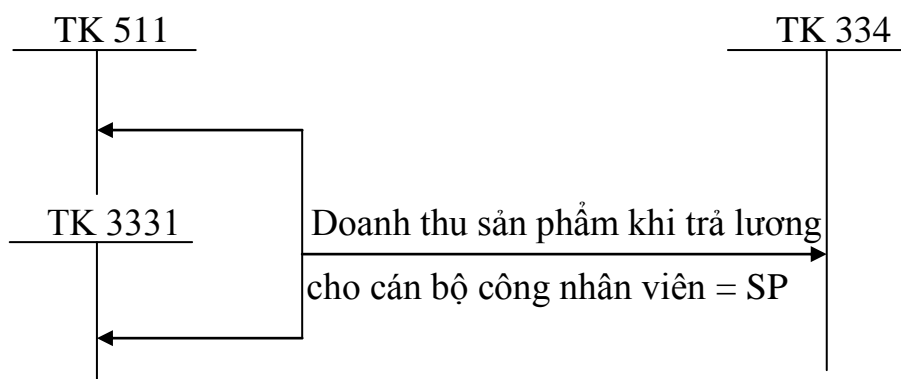 TK 511
TK 334
TK 3331
Doanh thu sản phẩm khi trả lương
cho cán bộ công nhân viên = SP